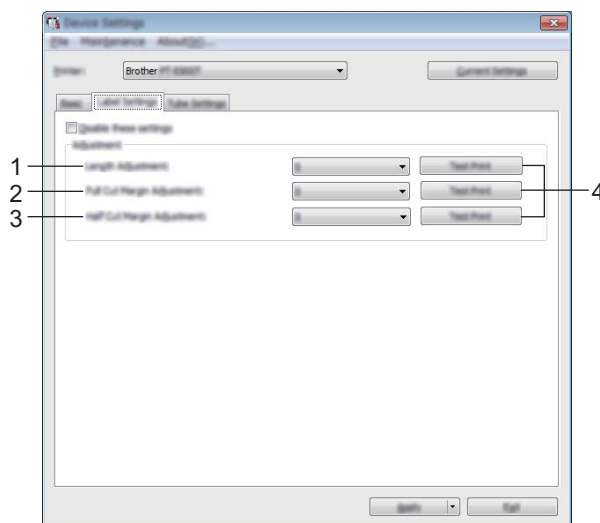 Device Settings
File Maintenance
Printer: Brother Current Settings
Basic Label Settings Tube Settings
Disable these settings
Adjustment
1 Length Adjustment: Test Print
2 Full Cut Margin Adjustment: Test Print 4
3 Half Cut Margin Adjustment: Test Print
Apply Exit